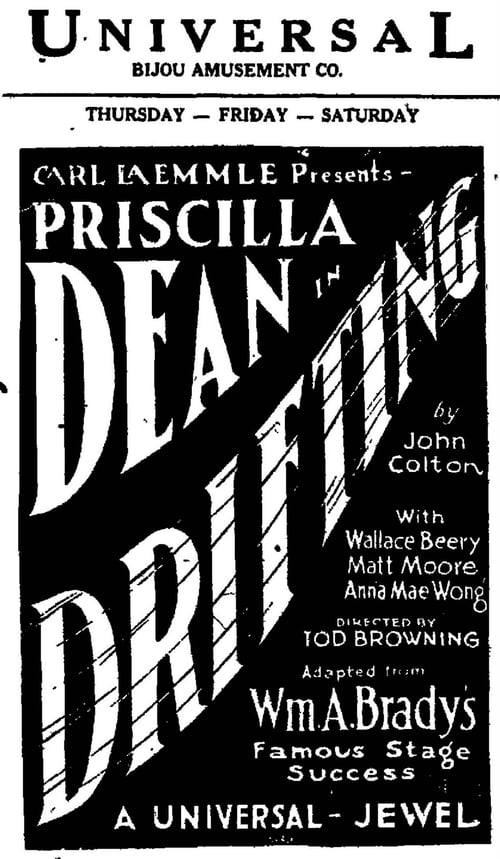 UNIVERSAL
BIJOU AMUSEMENT CO.
THURSDAY — FRIDAY — SATURDAY
CARL LAEMMLE Presents -
PRISCILLA
DEAN IN
DRIFTING
by
John
Colton
With
Wallace Beery
Matt Moore
Anna Mae Wong
DIRECTED BY
TOD BROWNING
Adapted from
Wm. A. Brady's
Famous Stage
Success
A UNIVERSAL - JEWEL